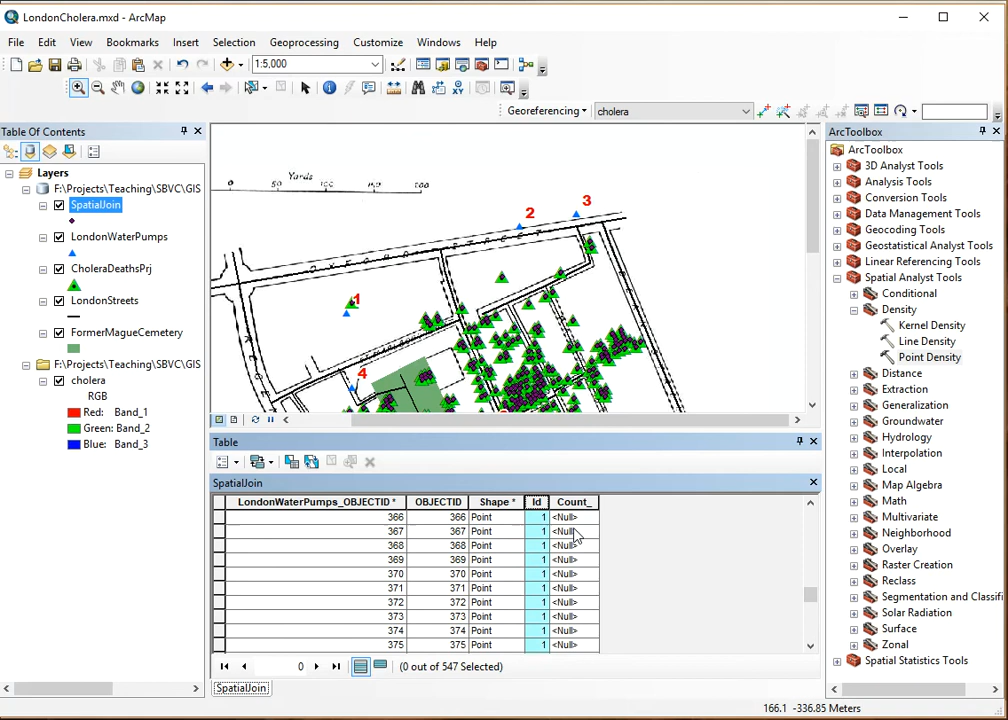 LondonCholera.mxd - ArcMap
File Edit View Bookmarks Insert Selection Geoprocessing Customize Windows Help
1:5,000
Georeferencing cholera
Table Of Contents
Layers
F:\Projects\Teaching\SBVC\GIS
SpatialJoin
LondonWaterPumps
CholeraDeathsPrj
LondonStreets
FormerMagueCemetery
F:\Projects\Teaching\SBVC\GIS
cholera
RGB
Red: Band_1
Green: Band_2
Blue: Band_3
Yards
0 50 100 150 200
3
2
OXFORD STREET
1
4
Table
SpatialJoin
LondonWaterPumps_OBJECTID * OBJECTID Shape * Id Count_
366 366 Point 1 <Null>
367 367 Point 1 <Null>
368 368 Point 1 <Null>
369 369 Point 1 <Null>
370 370 Point 1 <Null>
371 371 Point 1 <Null>
372 372 Point 1 <Null>
373 373 Point 1 <Null>
374 374 Point 1 <Null>
375 375 Point 1 <Null>
0 (0 out of 547 Selected)
SpatialJoin
ArcToolbox
ArcToolbox
3D Analyst Tools
Analysis Tools
Conversion Tools
Data Management Tools
Geocoding Tools
Geostatistical Analyst Tools
Linear Referencing Tools
Spatial Analyst Tools
Conditional
Density
Kernel Density
Line Density
Point Density
Distance
Extraction
Generalization
Groundwater
Hydrology
Interpolation
Local
Map Algebra
Math
Multivariate
Neighborhood
Overlay
Raster Creation
Reclass
Segmentation and Classifi
Solar Radiation
Surface
Zonal
Spatial Statistics Tools
166.1 -336.85 Meters